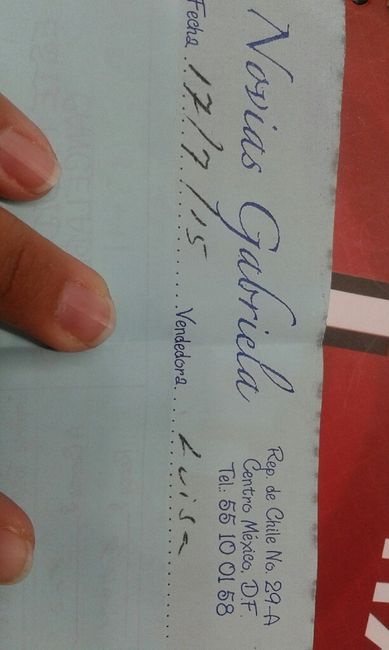 Novias Gabriela
Rep. de Chile No. 29-A
Centro México, D.F.
Tel.: 55 10 01 58
Fecha 17/7/15 Vendedora Luisa